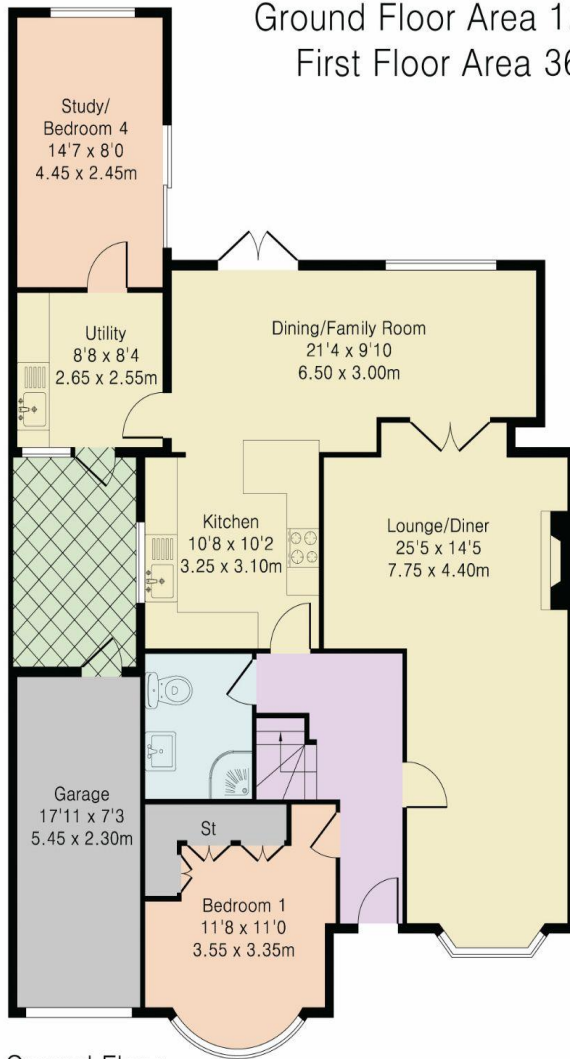 Ground Floor Area 1
First Floor Area 36
Study/
Bedroom 4
14'7 x 8'0
4.45 x 2.45m
Utility
8'8 x 8'4
2.65 x 2.55m
Dining/Family Room
21'4 x 9'10
6.50 x 3.00m
Kitchen
10'8 x 10'2
3.25 x 3.10m
Lounge/Diner
25'5 x 14'5
7.75 x 4.40m
Garage
17'11 x 7'3
5.45 x 2.30m
St
Bedroom 1
11'8 x 11'0
3.55 x 3.35m